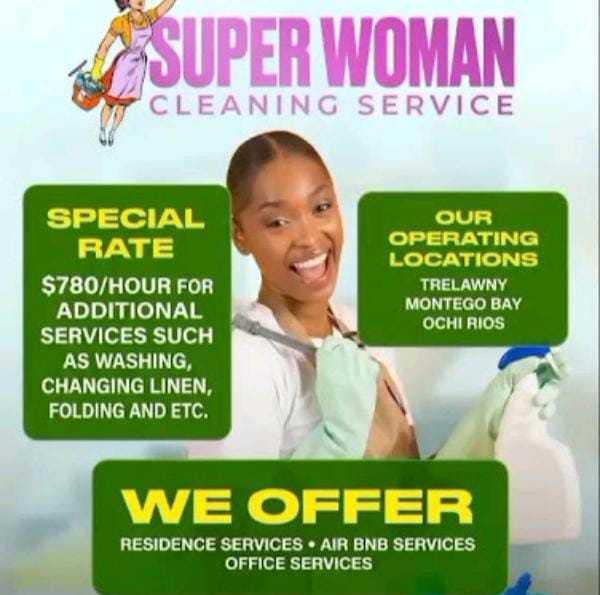 SUPER WOMAN
CLEANING SERVICE
SPECIAL
RATE
$780/HOUR FOR
ADDITIONAL
SERVICES SUCH
AS WASHING,
CHANGING LINEN,
FOLDING AND ETC.
OUR
OPERATING
LOCATIONS
TRELAWNY
MONTEGO BAY
OCHI RIOS
WE OFFER
RESIDENCE SERVICES • AIR BNB SERVICES
OFFICE SERVICES